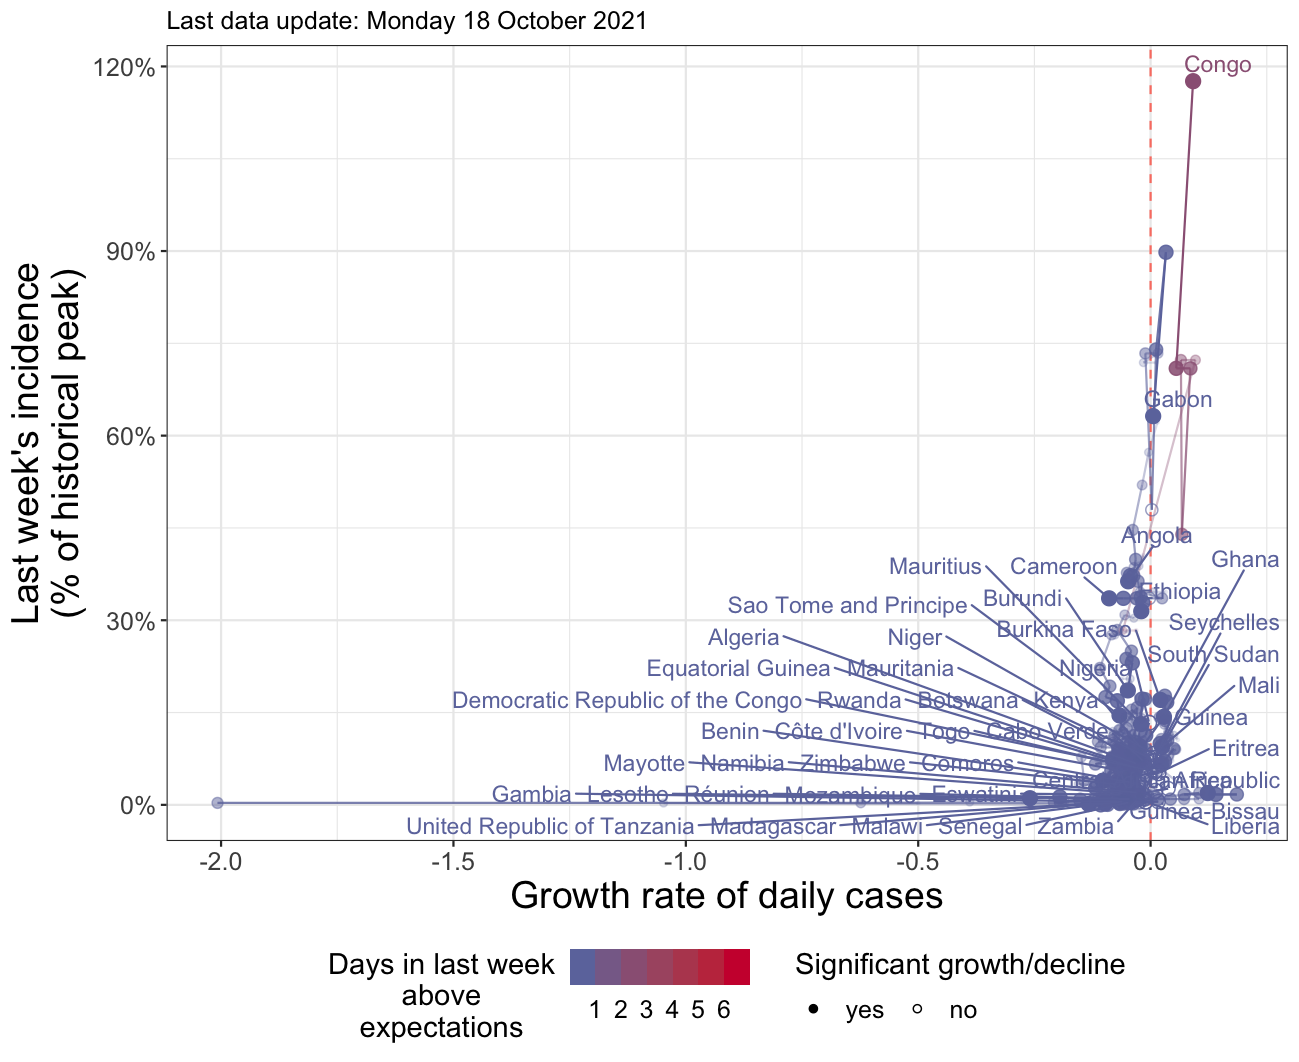 Last data update: Monday 18 October 2021
Last week's incidence
(% of historical peak)
120%
90%
60%
30%
0%
Congo
Gabon
Angola
Ghana
Mauritius
Cameroon
Ethiopia
Sao Tome and Principe
Burundi
Seychelles
Algeria
Niger
Burkina Faso
South Sudan
Equatorial Guinea
Mauritania
Nigeria
Mali
Democratic Republic of the Congo
Rwanda
Botswana
Kenya
Guinea
Benin
Côte d'Ivoire
Togo
Cabo Verde
Eritrea
Mayotte
Namibia
Zimbabwe
Comoros
Republic
Gambia
Lesotho
Réunion
Mozambique
Eswatini
Guinea-Bissau
United Republic of Tanzania
Madagascar
Malawi
Senegal
Zambia
Liberia
-2.0
-1.5
-1.0
-0.5
0.0
Growth rate of daily cases
Days in last week
above
expectations
1 2 3 4 5 6
Significant growth/decline
yes
no